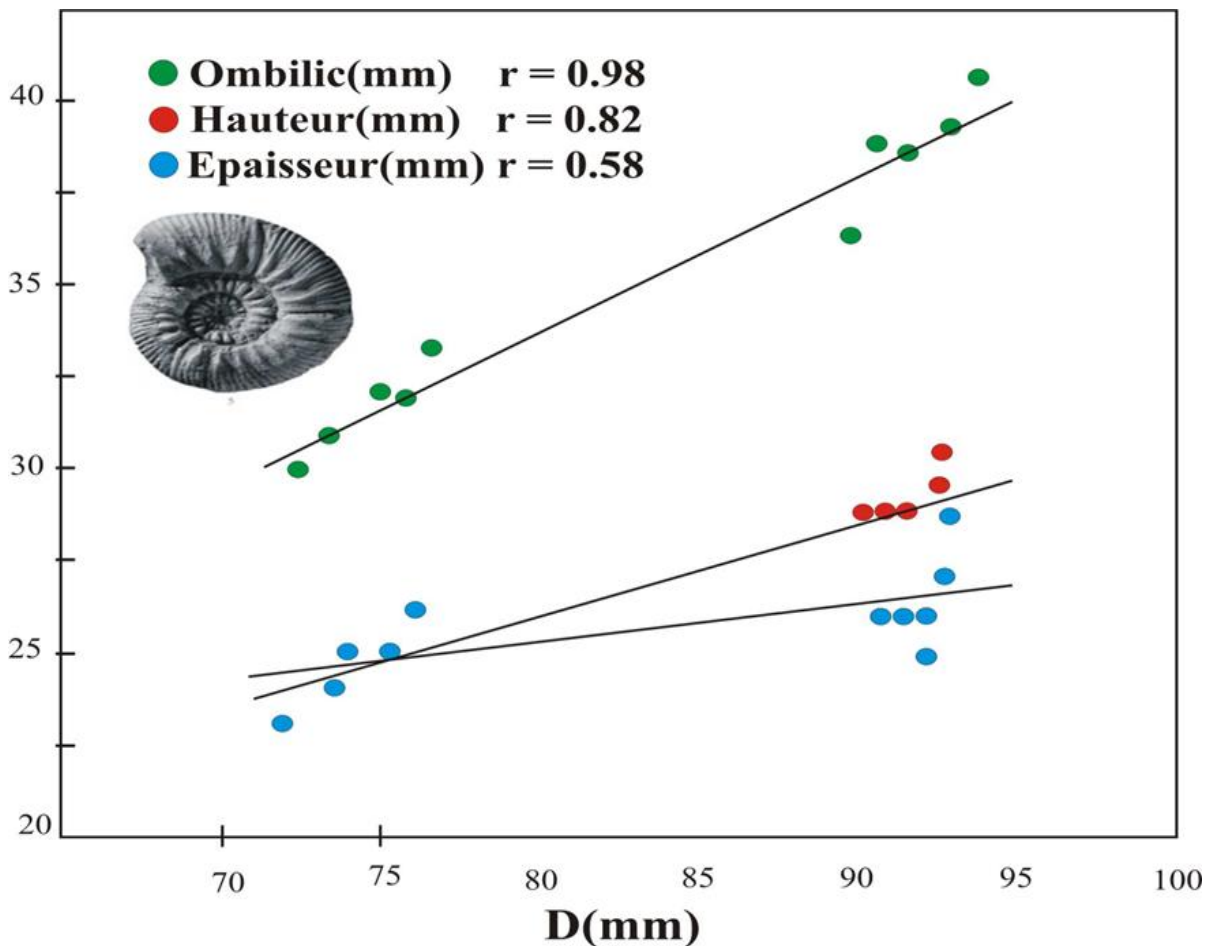 Ombilic(mm) r = 0.98
Hauteur(mm) r = 0.82
Epaisseur(mm) r = 0.58
40
35
30
25
20
70 75 80 85 90 95 100
D(mm)